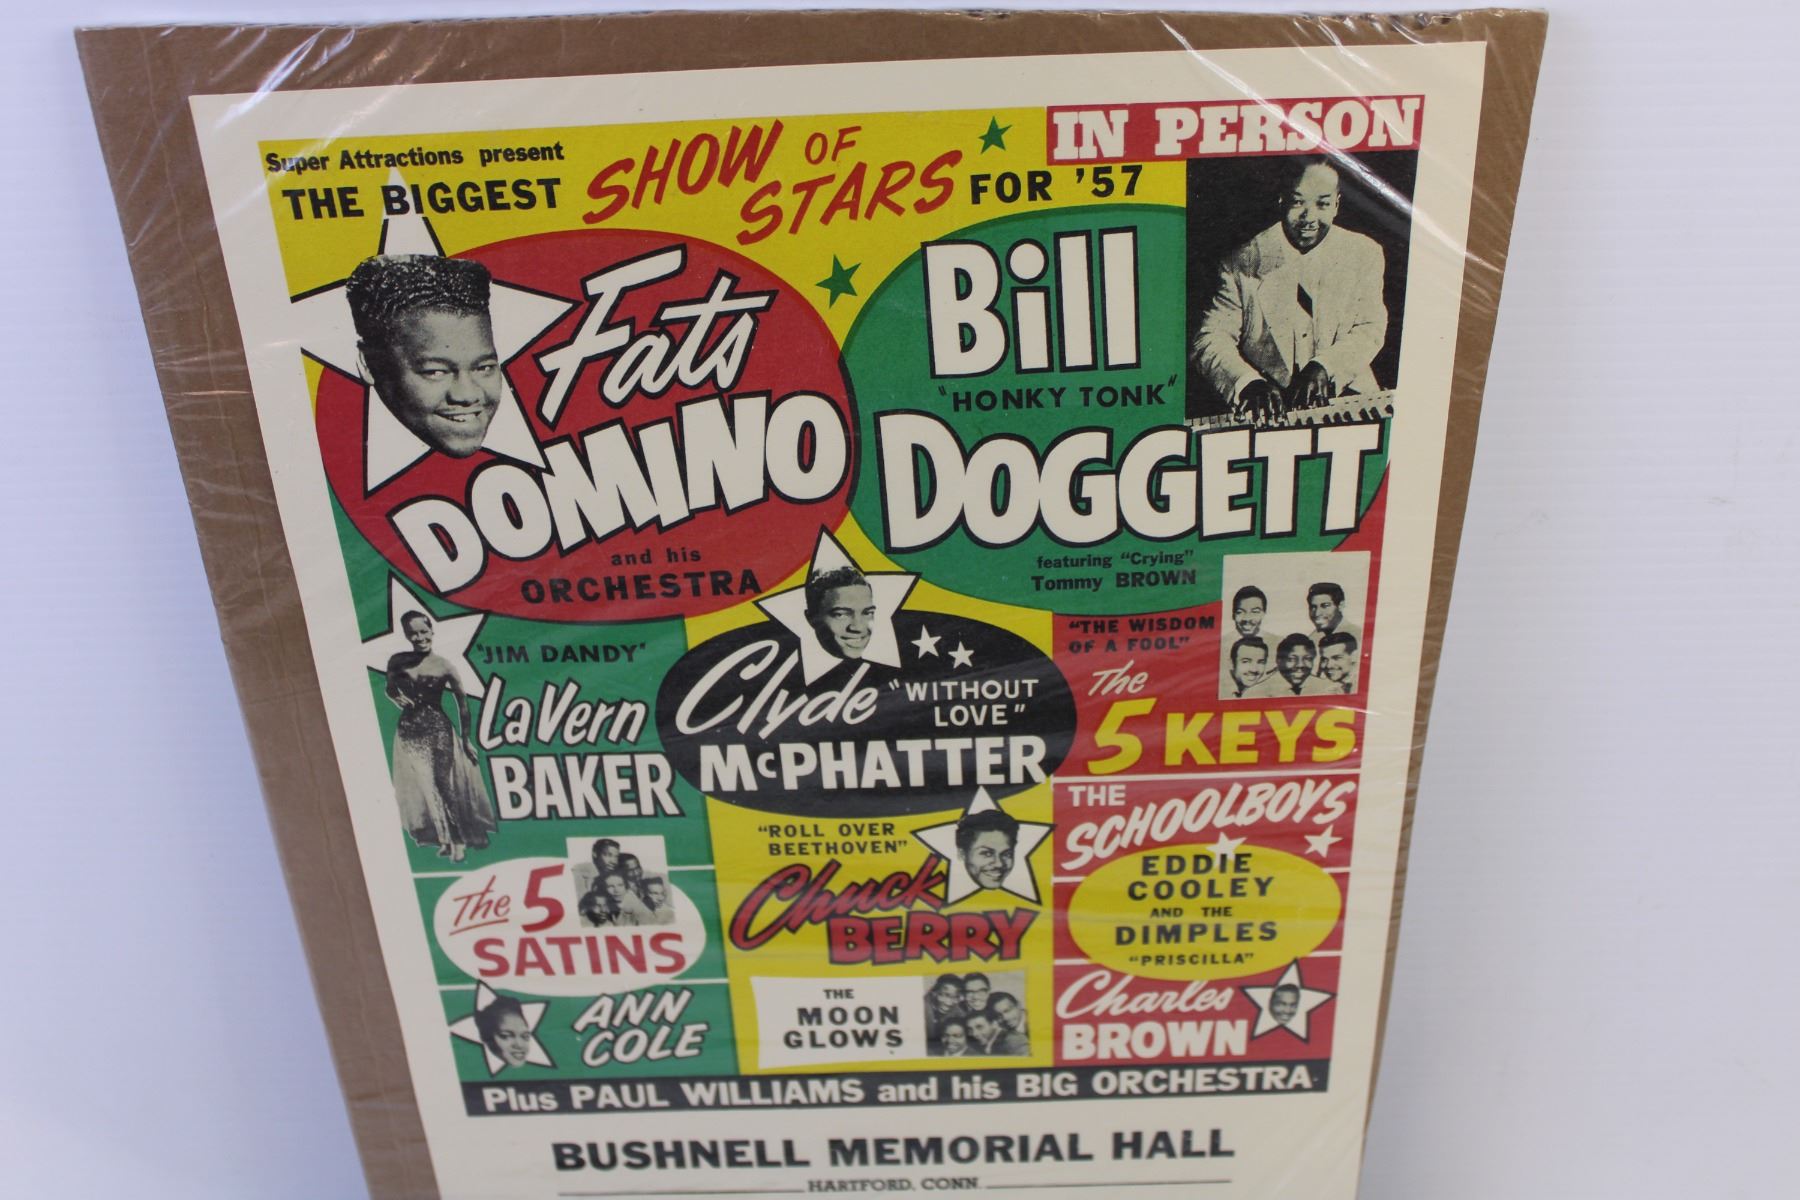 Super Attractions present
THE BIGGEST
SHOW OF
STARS
FOR '57
IN PERSON
Fats
DOMINO
and his
ORCHESTRA
Bill
"HONKY TONK"
DOGGETT
featuring "Crying"
Tommy BROWN
"JIM DANDY"
LaVern
BAKER
Clyde
"WITHOUT
LOVE"
McPHATTER
"THE WISDOM
OF A FOOL"
The
5 KEYS
THE
SCHOOLBOYS
The 5
SATINS
"ROLL OVER
BEETHOVEN"
Chuck
BERRY
EDDIE
COOLEY
AND THE
DIMPLES
"PRISCILLA"
ANN
COLE
THE
MOON
GLOWS
Charles
BROWN
Plus PAUL WILLIAMS and his BIG ORCHESTRA
BUSHNELL MEMORIAL HALL
HARTFORD, CONN.